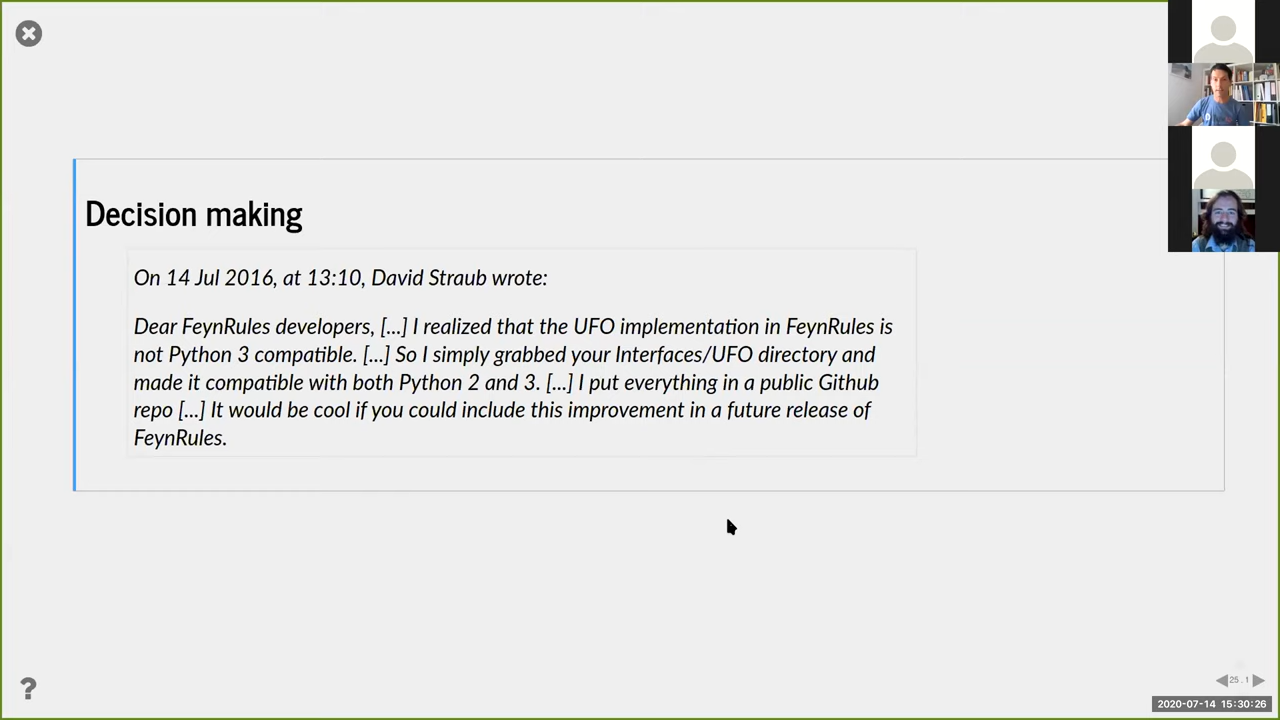 Decision making
On 14 Jul 2016, at 13:10, David Straub wrote:
Dear FeynRules developers, [...] I realized that the UFO implementation in FeynRules is
not Python 3 compatible. [...] So I simply grabbed your Interfaces/UFO directory and
made it compatible with both Python 2 and 3. [...] I put everything in a public Github
repo [...] It would be cool if you could include this improvement in a future release of
FeynRules.
?
25 . 1
2020-07-14 15:30:26